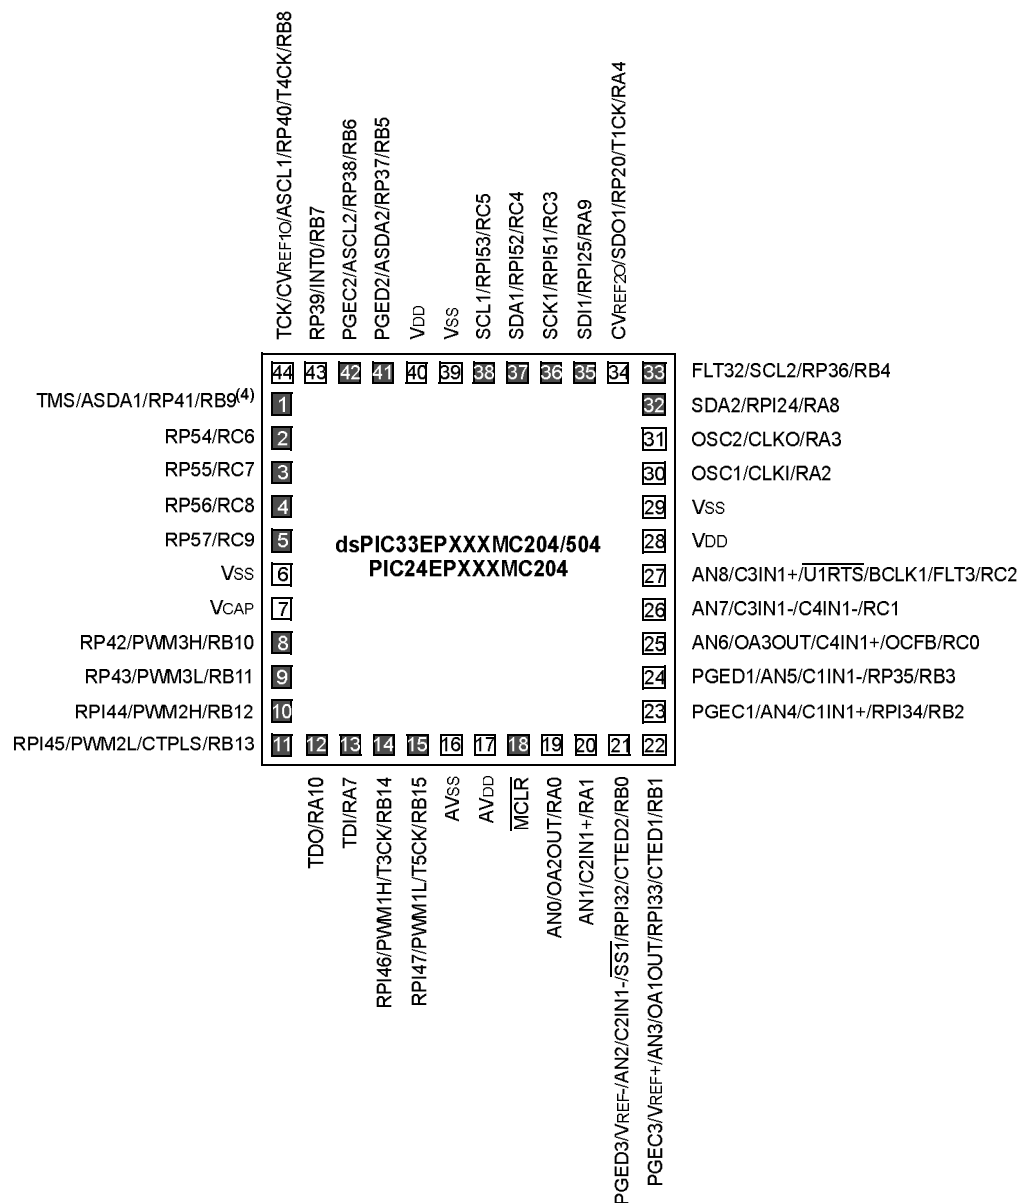 TCK/CVREF1O/ASCL1/RP40/T4CK/RB8
RP39/INT0/RB7
PGEC2/ASCL2/RP38/RB6
PGED2/ASDA2/RP37/RB5
VDD
VSS
SCL1/RPI53/RC5
SDA1/RPI52/RC4
SCK1/RPI51/RC3
SDI1/RPI25/RA9
CVREF2O/SDO1/RP20/T1CK/RA4
44 43 42 41 40 39 38 37 36 35 34 33 FLT32/SCL2/RP36/RB4
TMS/ASDA1/RP41/RB9(4) 1 32 SDA2/RPI24/RA8
RP54/RC6 2 31 OSC2/CLKO/RA3
RP55/RC7 3 30 OSC1/CLKI/RA2
RP56/RC8 4 29 VSS
RP57/RC9 5 28 VDD
dsPIC33EPXXXMC204/504
PIC24EPXXXMC204
VSS 6 27 AN8/C3IN1+/U1RTS/BCLK1/FLT3/RC2
VCAP 7 26 AN7/C3IN1-/C4IN1-/RC1
RP42/PWM3H/RB10 8 25 AN6/OA3OUT/C4IN1+/OCFB/RC0
RP43/PWM3L/RB11 9 24 PGED1/AN5/C1IN1-/RP35/RB3
RPI44/PWM2H/RB12 10 23 PGEC1/AN4/C1IN1+/RPI34/RB2
RPI45/PWM2L/CTPLS/RB13 11 12 13 14 15 16 17 18 19 20 21 22
TDO/RA10
TDI/RA7
RPI46/PWM1H/T3CK/RB14
RPI47/PWM1L/T5CK/RB15
AVSS
AVDD
MCLR
AN0/OA2OUT/RA0
AN1/C2IN1+/RA1
PGED3/VREF-/AN2/C2IN1-/SS1/RPI32/CTED2/RB0
PGEC3/VREF+/AN3/OA1OUT/RPI33/CTED1/RB1